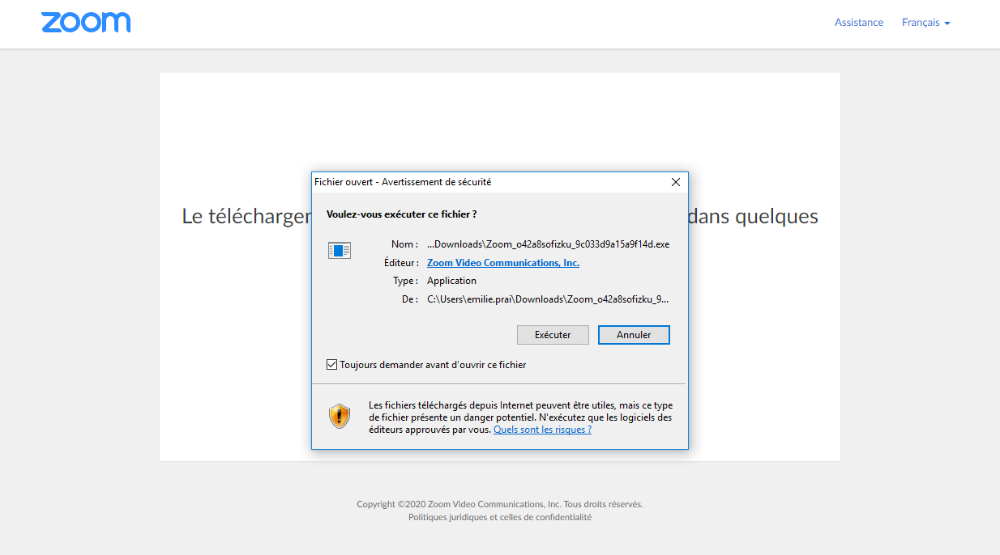 zoom
Assistance
Français
Le télécharger
dans quelques
Fichier ouvert - Avertissement de sécurité
Voulez-vous exécuter ce fichier ?
Nom : ...Downloads\Zoom_o42a8sofizku_9c033d9a15a9f14d.exe
Éditeur : Zoom Video Communications, Inc.
Type : Application
De : C:\Users\emilie.prai\Downloads\Zoom_o42a8sofizku_9...
Exécuter
Annuler
Toujours demander avant d'ouvrir ce fichier
Les fichiers téléchargés depuis Internet peuvent être utiles, mais ce type
de fichier présente un danger potentiel. N'exécutez que les logiciels des
éditeurs approuvés par vous. Quels sont les risques ?
Copyright ©2020 Zoom Video Communications, Inc. Tous droits réservés.
Politiques juridiques et celles de confidentialité